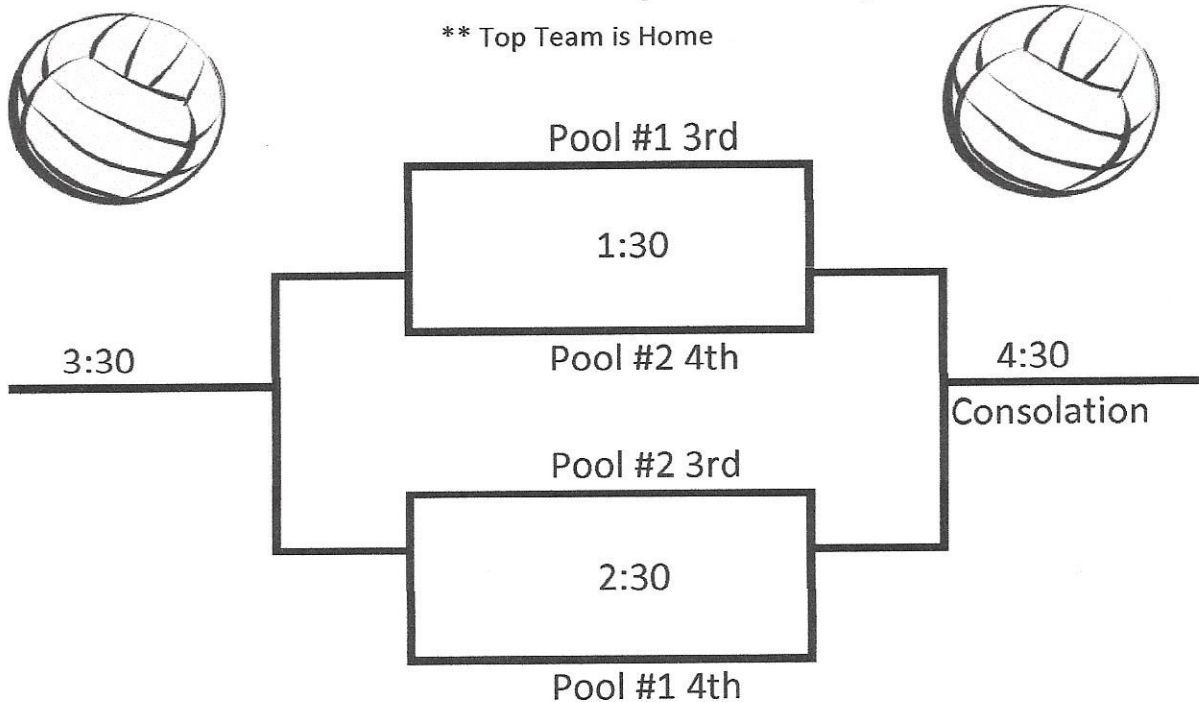 ** Top Team is Home
Pool #1 3rd
1:30
Pool #2 4th
3:30
4:30
Consolation
Pool #2 3rd
2:30
Pool #1 4th